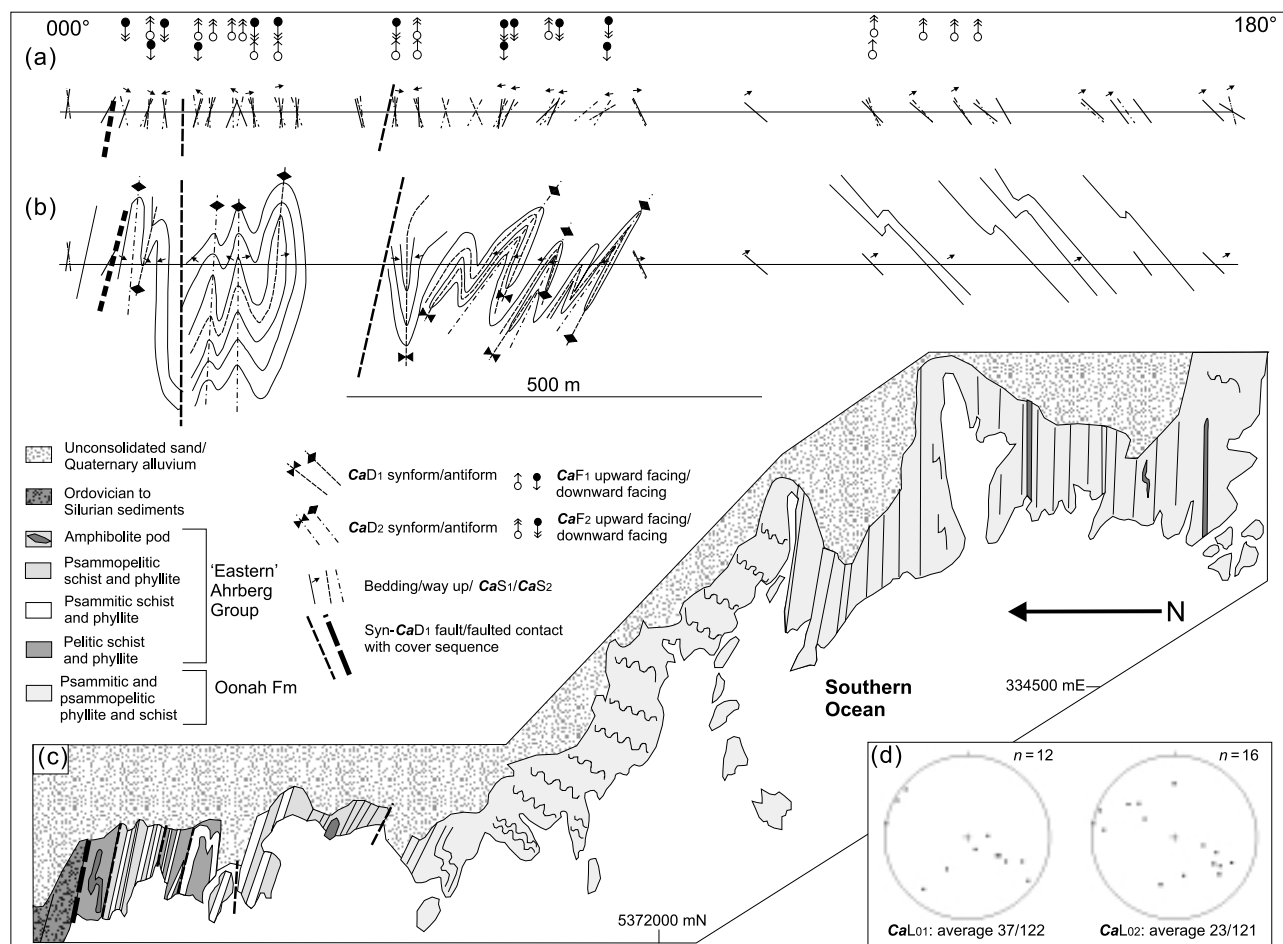 000°
180°
(a)
(b)
500 m
Unconsolidated sand/
Quaternary alluvium
Ordovician to
Silurian sediments
Amphibolite pod
Psammopelitic
schist and phyllite
Psammitic schist
and phyllite
Pelitic schist
and phyllite
'Eastern'
Ahrberg
Group
Psammitic and
psammopelitic
phyllite and schist
Oonah Fm
CaD1 synform/antiform
CaD2 synform/antiform
Bedding/way up/ CaS1/CaS2
Syn-CaD1 fault/faulted contact
with cover sequence
CaF1 upward facing/
downward facing
CaF2 upward facing/
downward facing
N
Southern
Ocean
334500 mE
(c)
5372000 mN
(d)
n = 12
n = 16
CaL01: average 37/122
CaL02: average 23/121